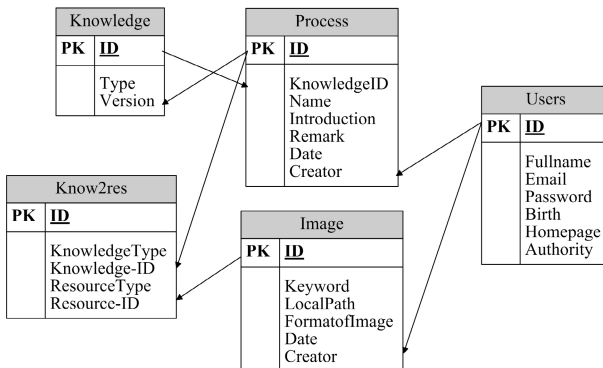 Knowledge
PK ID
Type
Version
Process
PK ID
KnowledgeID
Name
Introduction
Remark
Date
Creator
Users
PK ID
Fullname
Email
Password
Birth
Homepage
Authority
Know2res
PK ID
KnowledgeType
Knowledge-ID
ResourceType
Resource-ID
Image
PK ID
Keyword
LocalPath
FormatofImage
Date
Creator